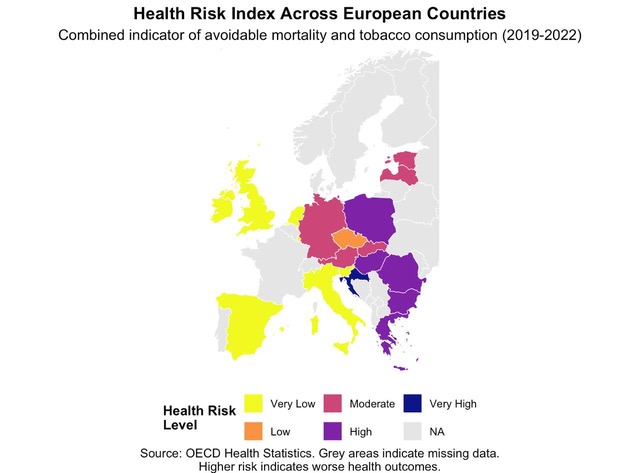 Health Risk Index Across European Countries
Combined indicator of avoidable mortality and tobacco consumption (2019-2022)
Health Risk
Level
Very Low
Moderate
Very High
Low
High
NA
Source: OECD Health Statistics. Grey areas indicate missing data.
Higher risk indicates worse health outcomes.